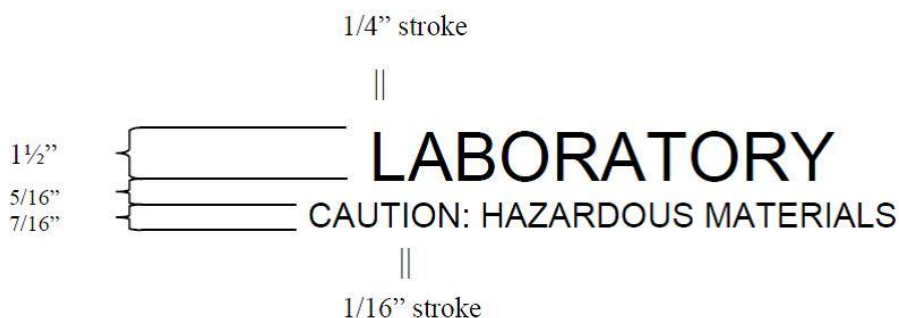 1/4” stroke
||
1½” LABORATORY
5/16”
7/16” CAUTION: HAZARDOUS MATERIALS
||
1/16” stroke